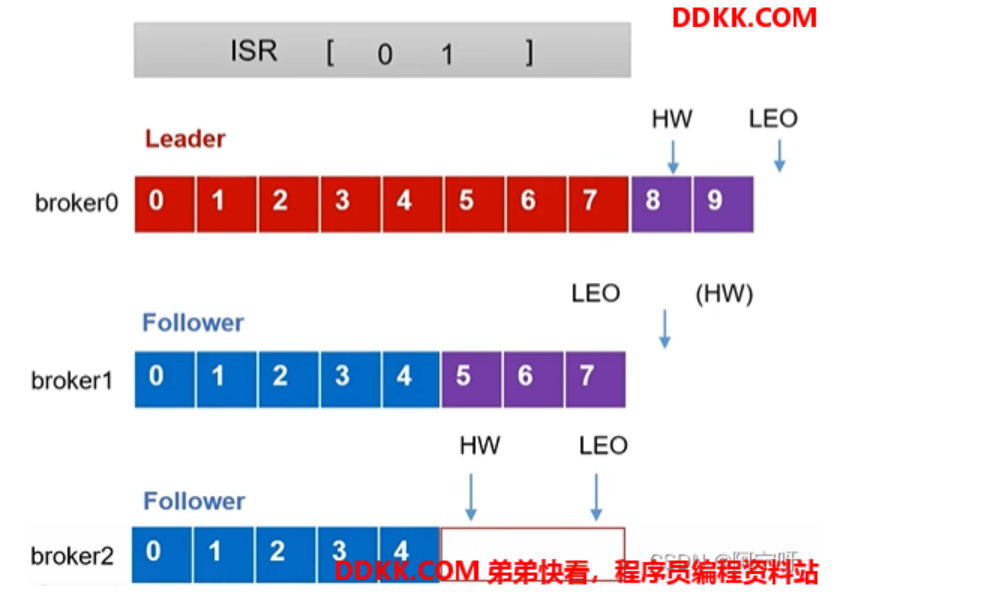 DDKK.COM
ISR [ 0 1 ]
HW LEO
Leader
broker0 0 1 2 3 4 5 6 7 8 9
LEO (HW)
Follower
broker1 0 1 2 3 4 5 6 7
HW LEO
Follower
broker2 0 1 2 3 4
DDKK.COM 弟弟快看，程序员编程资料站